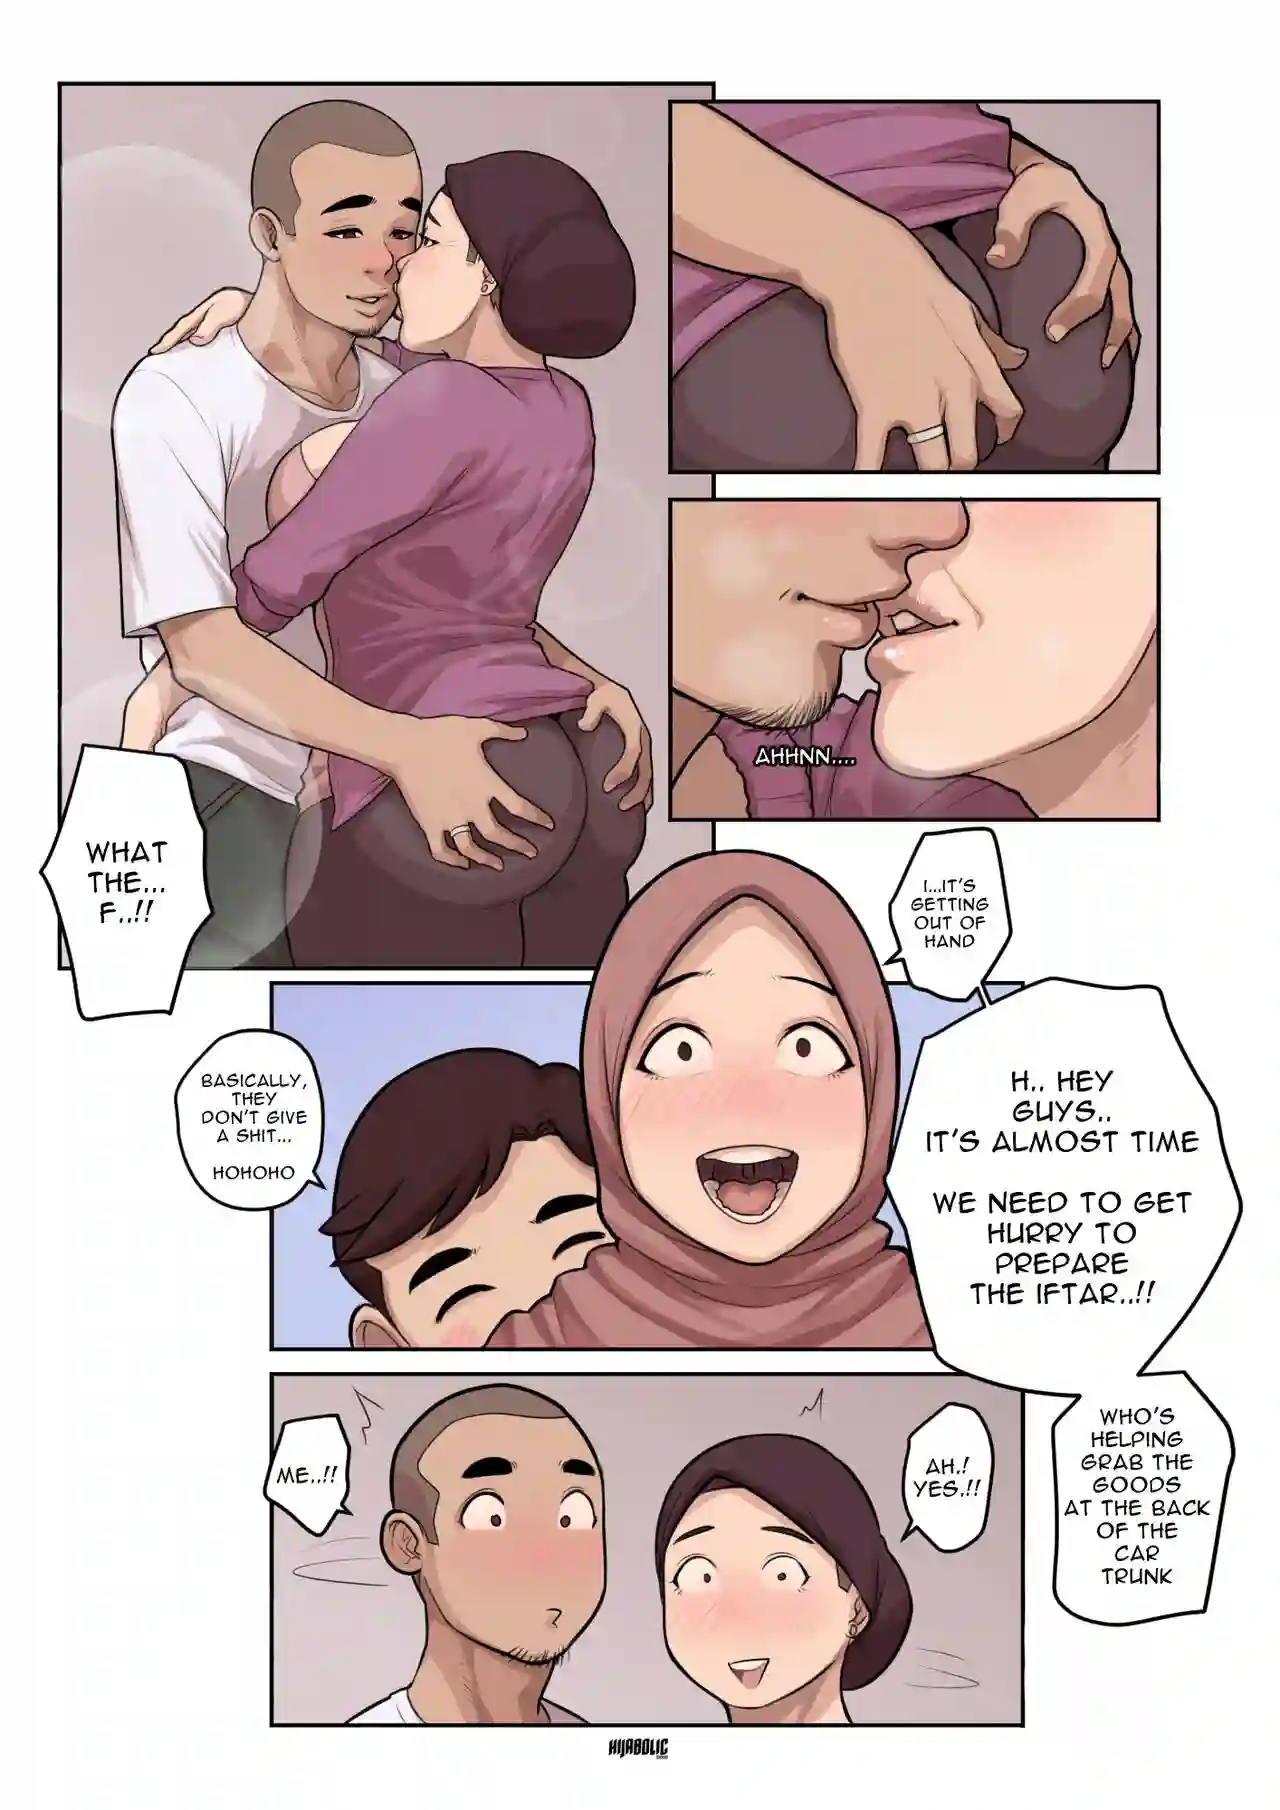 AHHNN....
WHAT
THE...
F..!!
I...IT'S
GETTING
OUT OF
HAND
H.. HEY
GUYS..
IT'S ALMOST TIME
WE NEED TO GET
HURRY TO
PREPARE
THE IFTAR..!!
BASICALLY,
THEY
DON'T GIVE
A SHIT...
HOHOHO
WHO'S
HELPING
GRAB THE
GOODS
AT THE BACK
OF THE
CAR
TRUNK
ME..!!
AH.!
YES.!!
HIJABOLIC